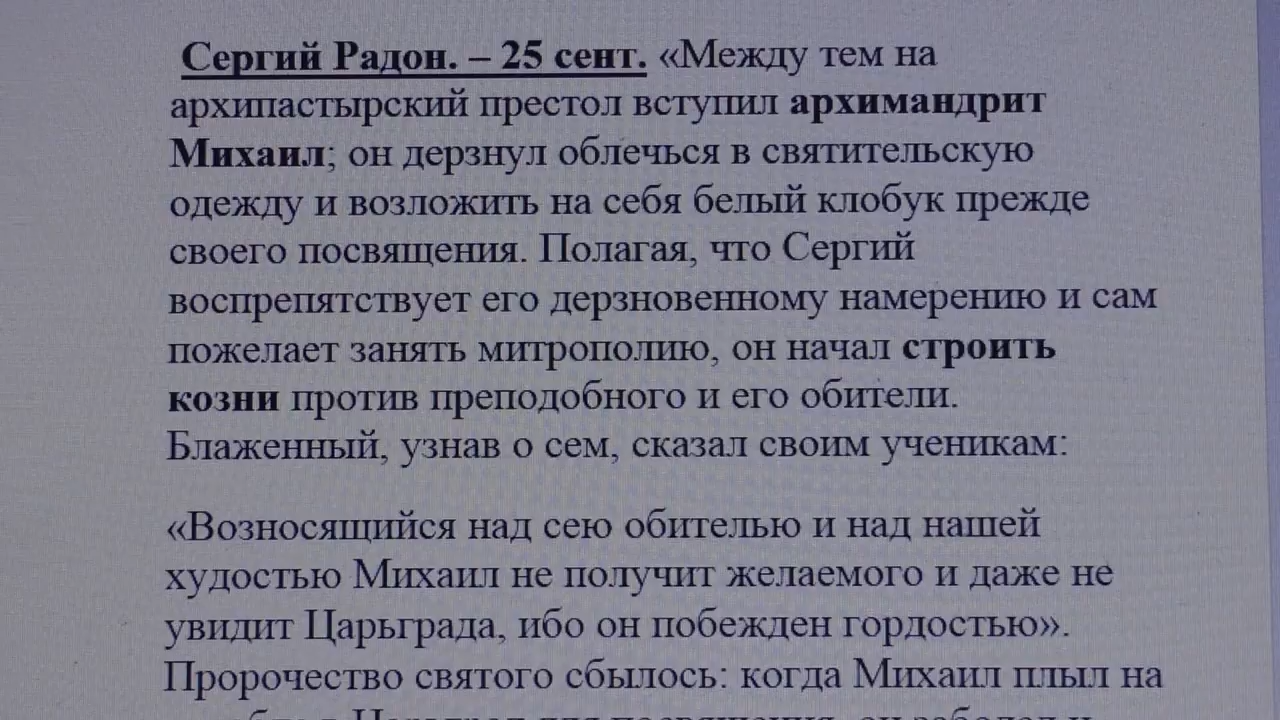 Сергий Радон. – 25 сент. «Между тем на
архипастырский престол вступил архимандрит
Михаил; он дерзнул облечься в святительскую
одежду и возложить на себя белый клобук прежде
своего посвящения. Полагая, что Сергий
воспрепятствует его дерзновенному намерению и сам
пожелает занять митрополию, он начал строить
козни против преподобного и его обители.
Блаженный, узнав о сем, сказал своим ученикам:
«Возносящийся над сею обителью и над нашей
худостью Михаил не получит желаемого и даже не
увидит Царьграда, ибо он побежден гордостью».
Пророчество святого сбылось: когда Михаил плыл на